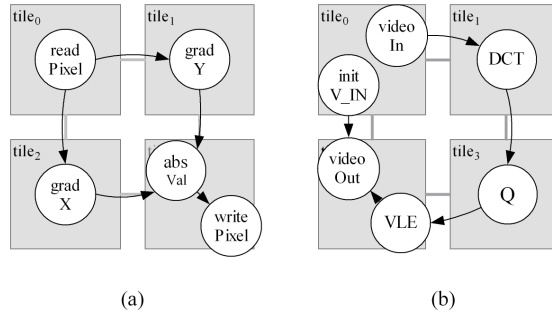 tile0
read
Pixel
tile1
grad
Y
tile2
grad
X
abs
Val
write
Pixel
(a)
tile0
video
In
init
V_IN
tile1
DCT
video
Out
VLE
tile3
Q
(b)